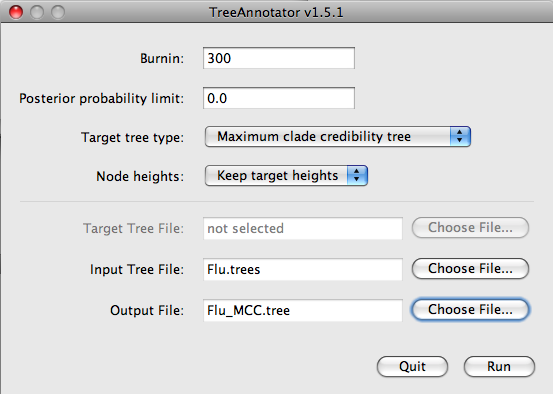 TreeAnnotator v1.5.1
Burnin: 300
Posterior probability limit: 0.0
Target tree type: Maximum clade credibility tree
Node heights: Keep target heights
Target Tree File: not selected Choose File...
Input Tree File: Flu.trees Choose File...
Output File: Flu_MCC.tree Choose File...
Quit Run